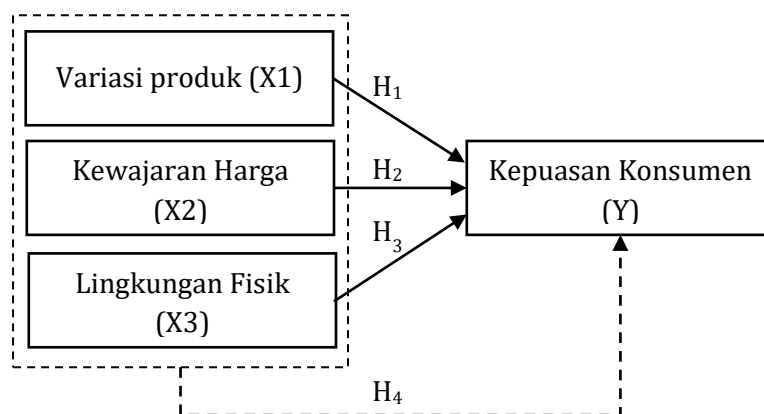 Variasi produk (X1)
H₁
Kewajaran Harga
(X2)
H₂
Kepuasan Konsumen
(Y)
H₃
Lingkungan Fisik
(X3)
H₄